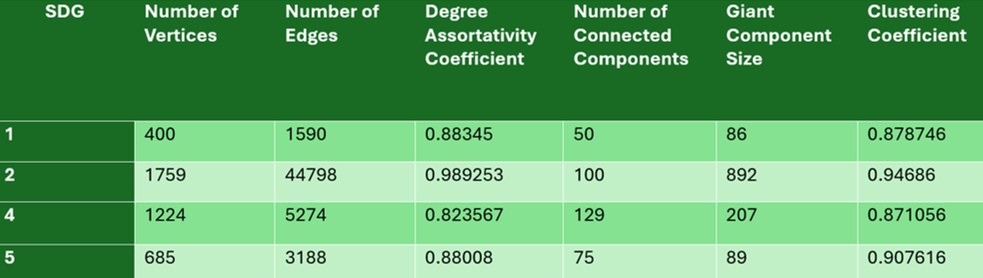 SDG Number of Vertices Number of Edges Degree Assortativity Coefficient Number of Connected Components Giant Component Size Clustering Coefficient
1 400 1590 0.88345 50 86 0.878746
2 1759 44798 0.989253 100 892 0.94686
4 1224 5274 0.823567 129 207 0.871056
5 685 3188 0.88008 75 89 0.907616